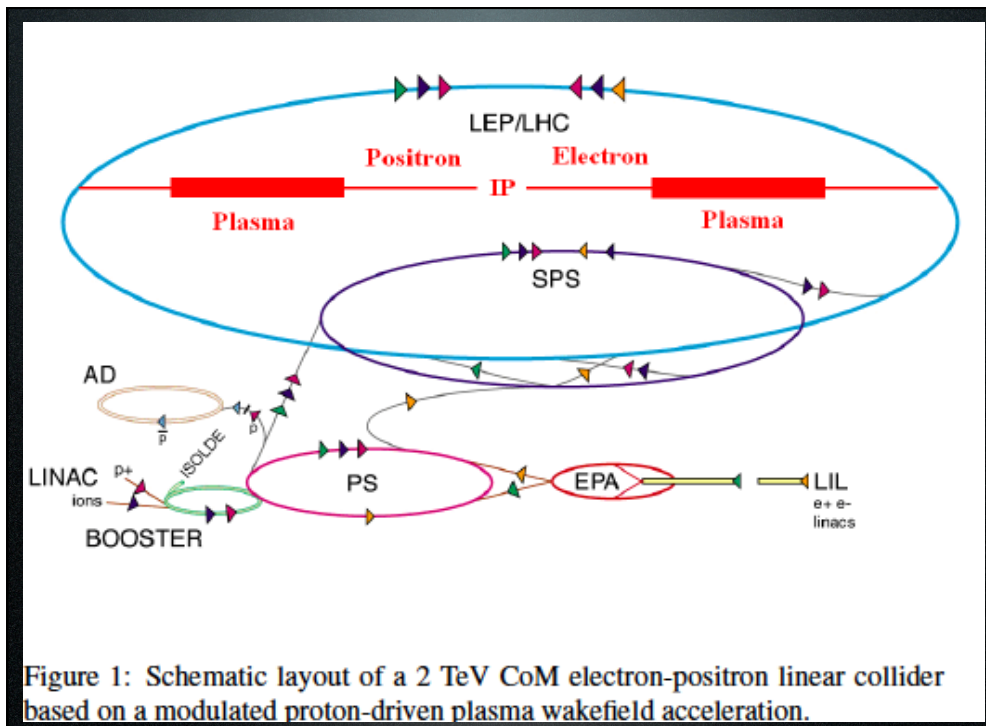 LEP/LHC
Positron Electron
IP
Plasma Plasma
SPS
AD
p̅ p
ISOLDE
LINAC p+
ions
BOOSTER
PS
EPA
LIL
e+ e-
linacs
Figure 1: Schematic layout of a 2 TeV CoM electron-positron linear collider
based on a modulated proton-driven plasma wakefield acceleration.